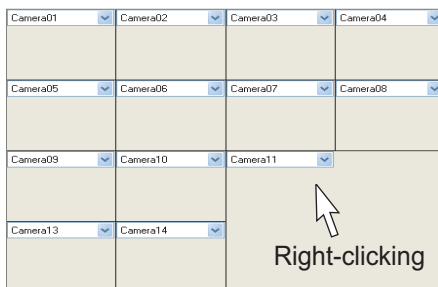 Camera01 Camera02 Camera03 Camera04
Camera05 Camera06 Camera07 Camera08
Camera09 Camera10 Camera11
Camera13 Camera14
Right-clicking